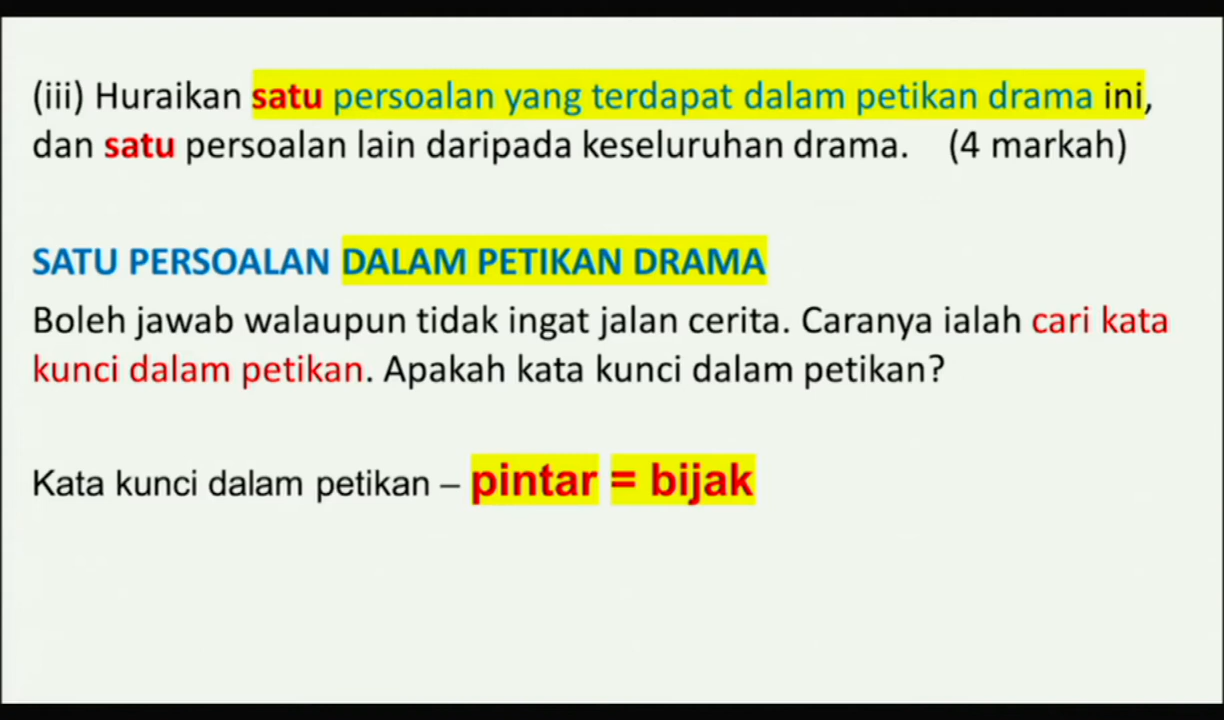 (iii) Huraikan satu persoalan yang terdapat dalam petikan drama ini,
dan satu persoalan lain daripada keseluruhan drama. (4 markah)
SATU PERSOALAN DALAM PETIKAN DRAMA
Boleh jawab walaupun tidak ingat jalan cerita. Caranya ialah cari kata
kunci dalam petikan. Apakah kata kunci dalam petikan?
Kata kunci dalam petikan – pintar = bijak